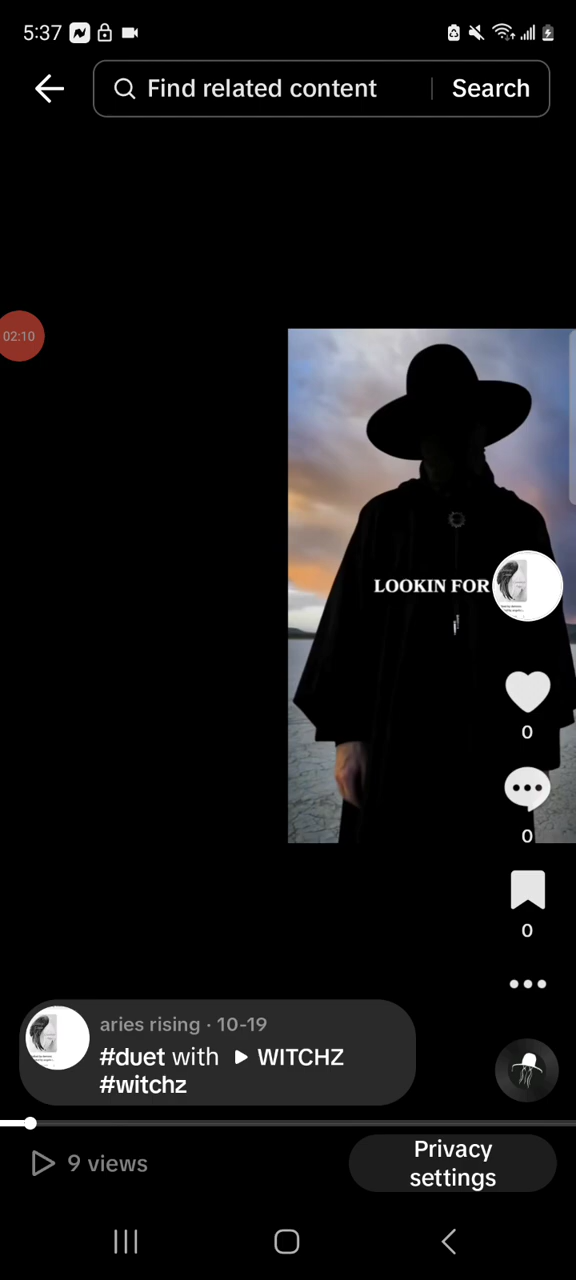 5:37
Find related content
Search
02:10
LOOKIN FOR
0
0
0
aries rising · 10-19
#duet with WITCHZ
#witchz
9 views
Privacy
settings